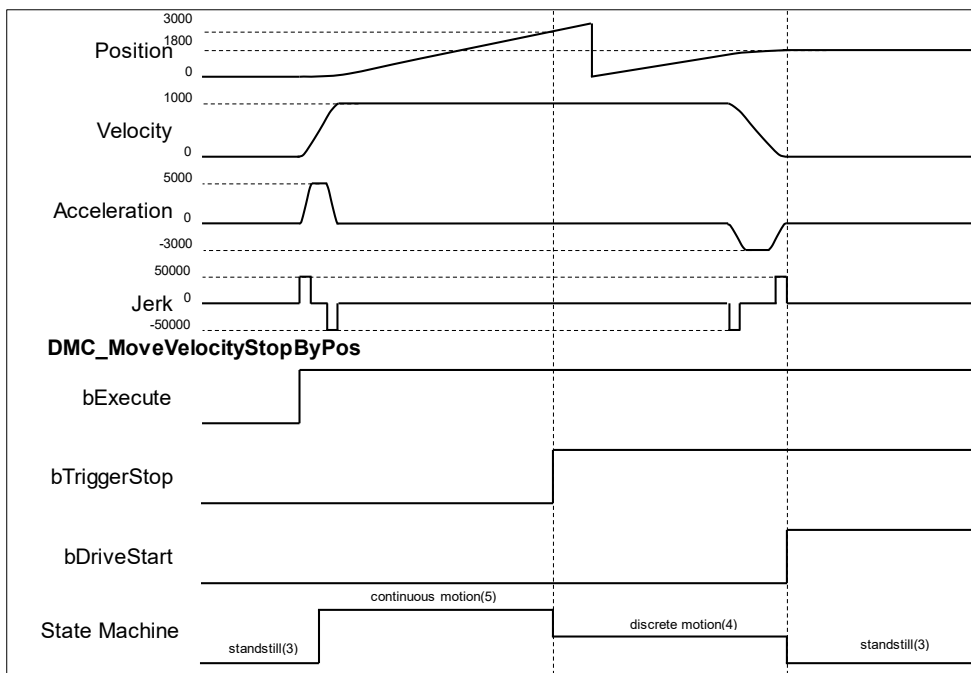 3000
Position
1800
0
1000
Velocity
0
5000
Acceleration
0
-3000
50000
Jerk
0
-50000
DMC_MoveVelocityStopByPos
bExecute
bTriggerStop
bDriveStart
continuous motion(5)
State Machine
discrete motion(4)
standstill(3)
standstill(3)